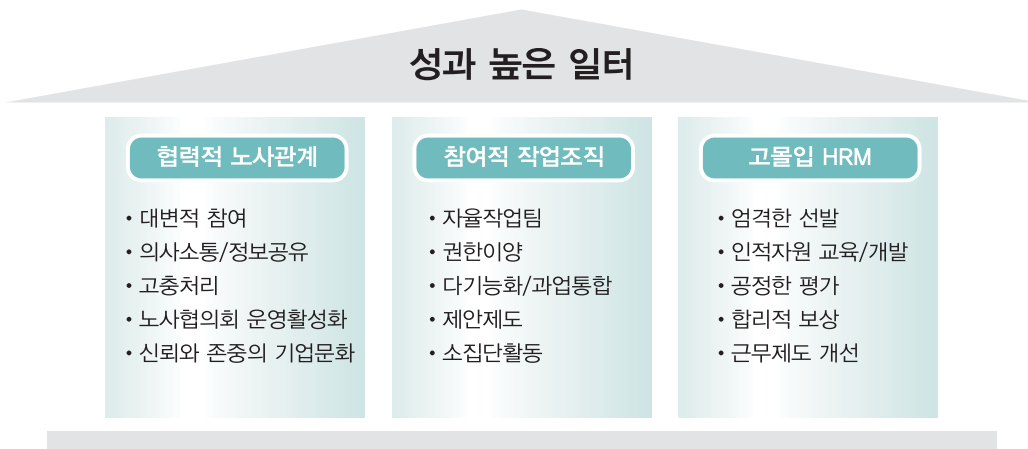 성과 높은 일터
협력적 노사관계
• 대변적 참여
• 의사소통/정보공유
• 고충처리
• 노사협의회 운영활성화
• 신뢰와 존중의 기업문화
참여적 작업조직
• 자율작업팀
• 권한이양
• 다기능화/과업통합
• 제안제도
• 소집단활동
고몰입 HRM
• 엄격한 선발
• 인적자원 교육/개발
• 공정한 평가
• 합리적 보상
• 근무제도 개선